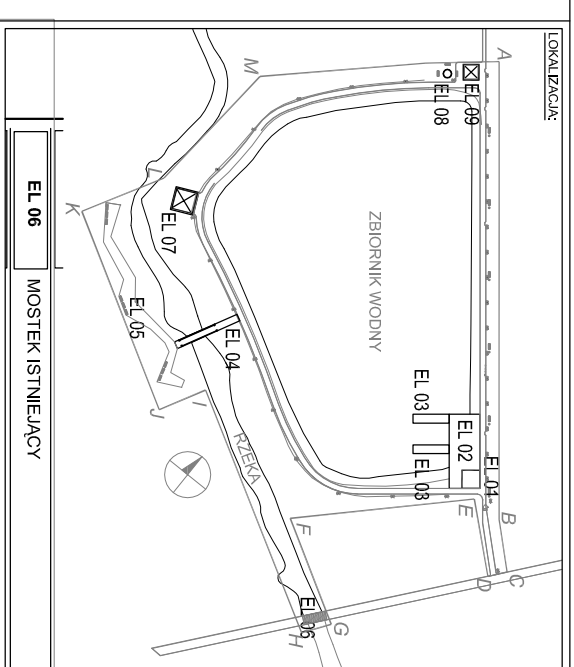 LOKALIZACJA:
A
EL 09
EL 08
M
ZBIORNIK WODNY
L
K
EL 07
EL 05
EL 04
EL 03
EL 02
EL 03
EL 01
B
C
D
E
F
I
J
RZEKA
EL 06
G
H
EL 06
MOSTEK ISTNIEJĄCY